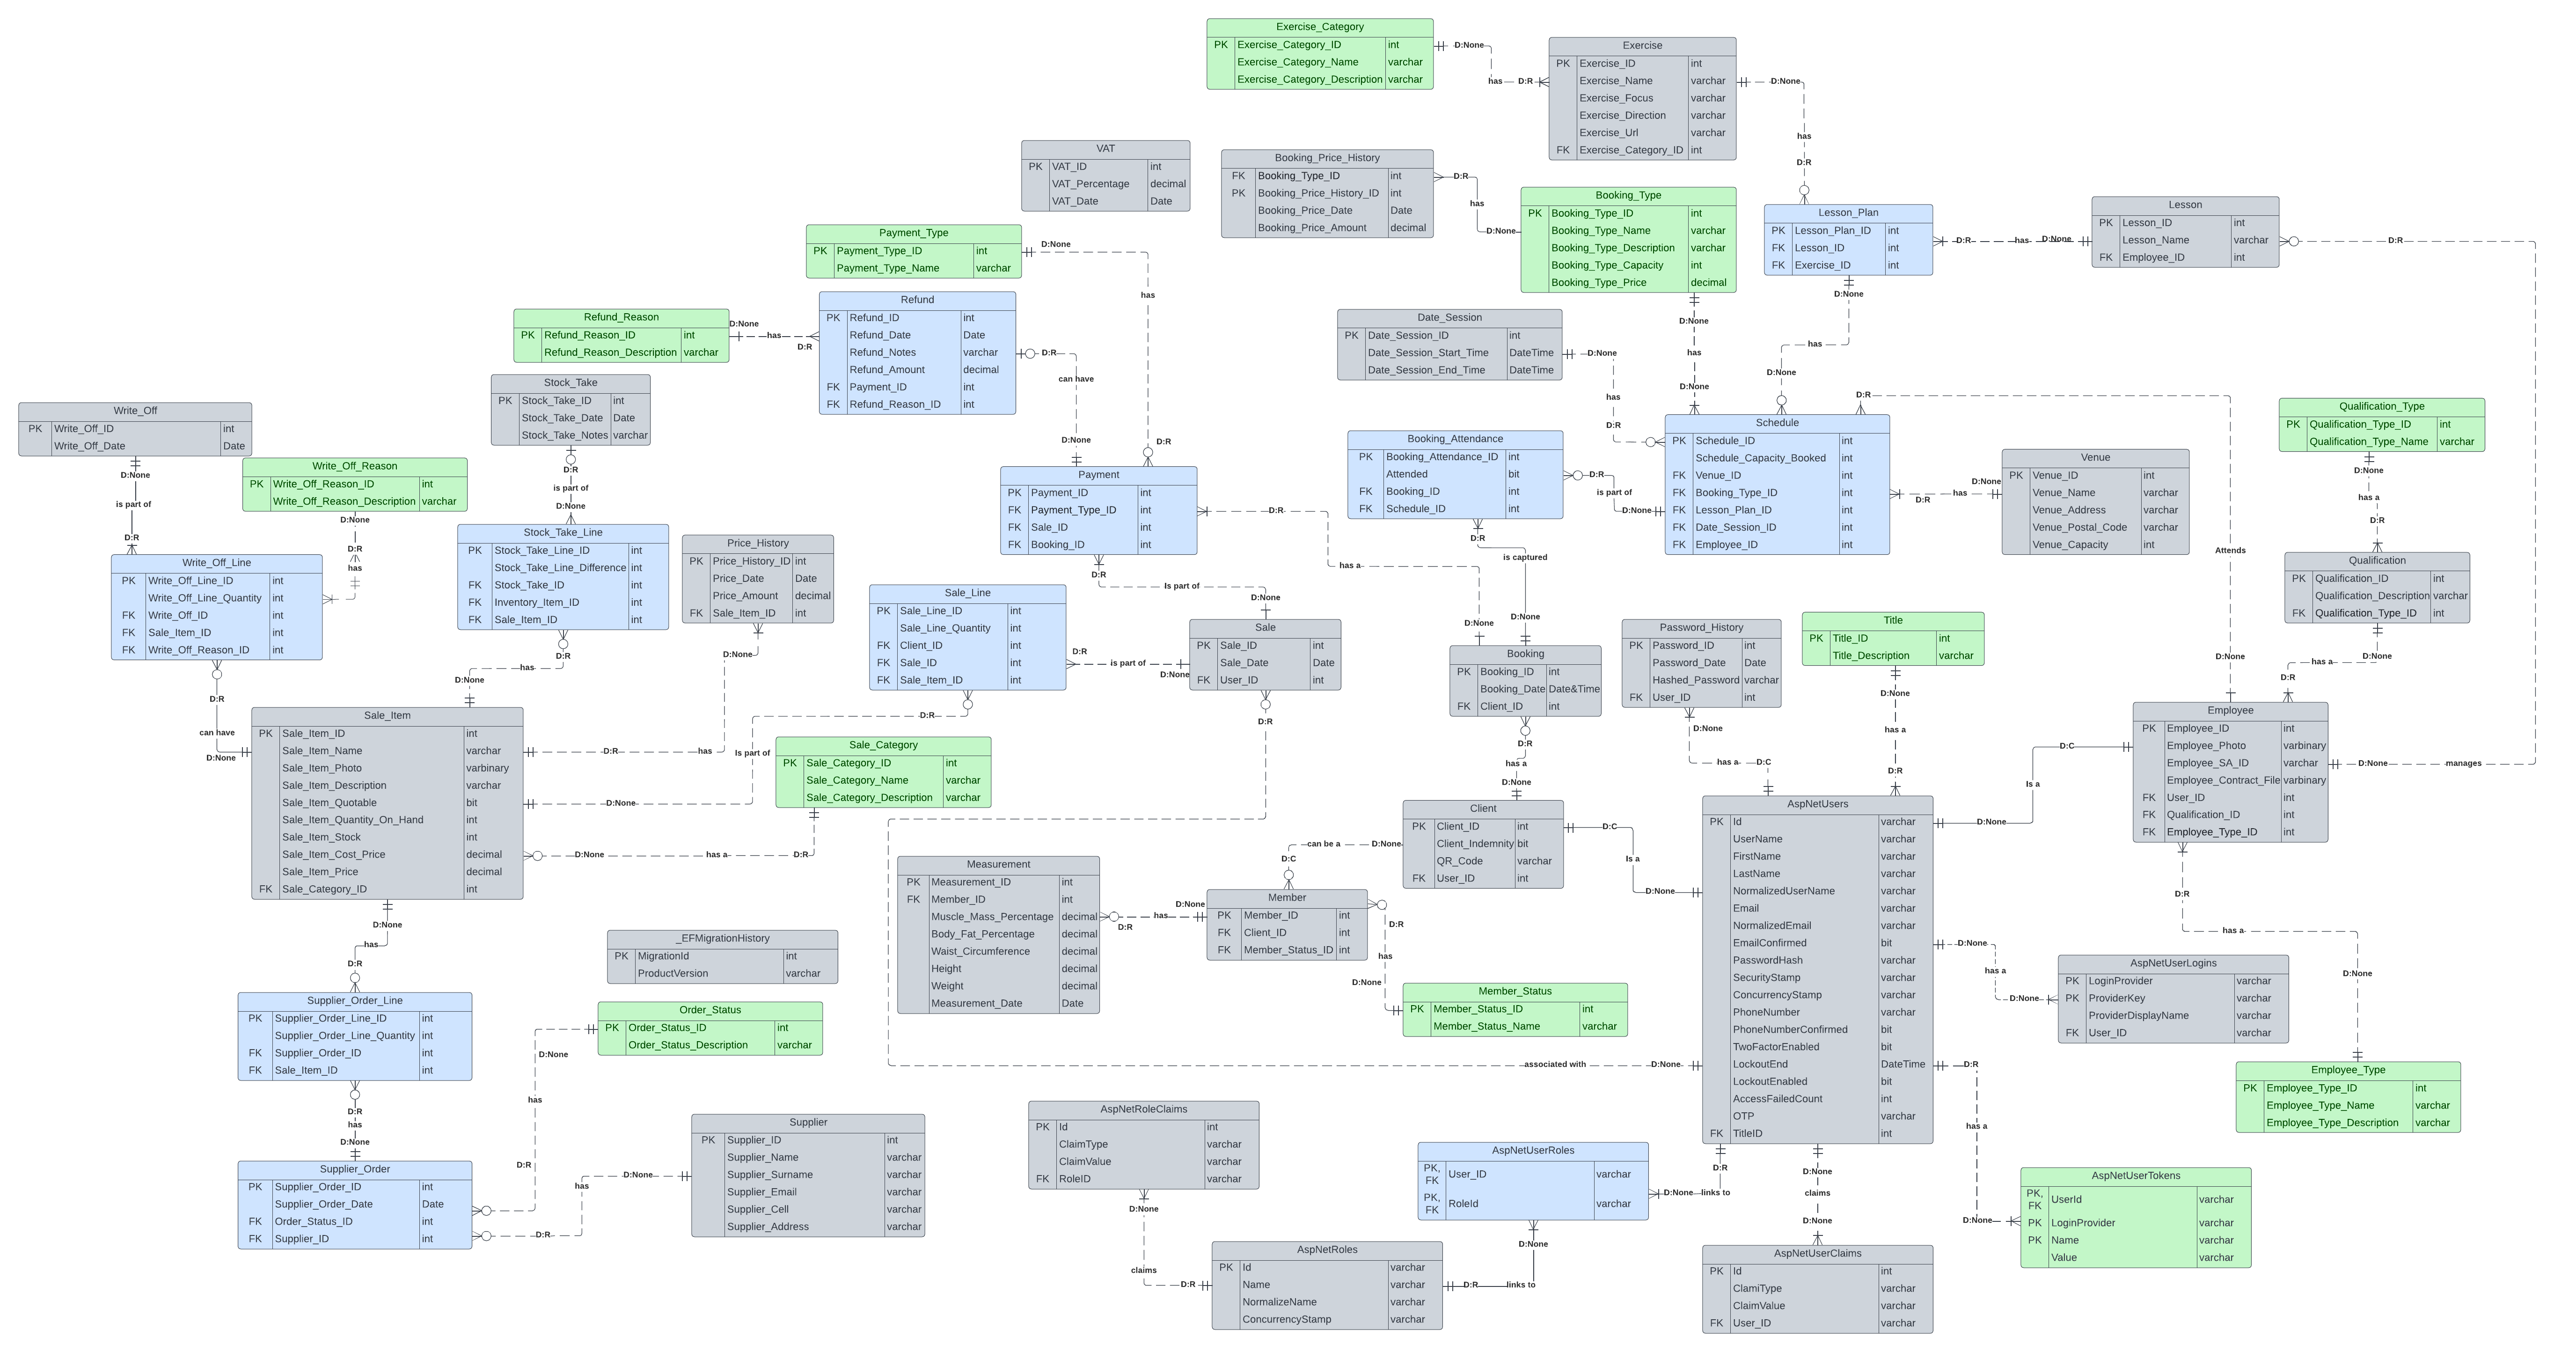 Exercise_Category
PK Exercise_Category_ID int
Exercise_Category_Name varchar
Exercise_Category_Description varchar
D:None
has D:R
Exercise
PK Exercise_ID int
Exercise_Name varchar
Exercise_Focus varchar
Exercise_Direction varchar
Exercise_Url varchar
FK Exercise_Category_ID int
D:None
has
D:R
VAT
PK VAT_ID int
VAT_Percentage decimal
VAT_Date Date
Booking_Price_History
FK Booking_Type_ID int
PK Booking_Price_History_ID int
Booking_Price_Date Date
Booking_Price_Amount decimal
D:R
has
D:None
Booking_Type
PK Booking_Type_ID int
Booking_Type_Name varchar
Booking_Type_Description varchar
Booking_Type_Capacity int
Booking_Type_Price decimal
D:None
has
D:None
Lesson_Plan
PK Lesson_Plan_ID int
FK Lesson_ID int
FK Exercise_ID int
D:R has D:None
Lesson
PK Lesson_ID int
Lesson_Name varchar
FK Employee_ID int
D:R
D:None
has
D:None
Payment_Type
PK Payment_Type_ID int
Payment_Type_Name varchar
D:None
has
D:R
Refund_Reason
PK Refund_Reason_ID int
Refund_Reason_Description varchar
D:None
has
D:R
Refund
PK Refund_ID int
Refund_Date Date
Refund_Notes varchar
Refund_Amount decimal
FK Payment_ID int
FK Refund_Reason_ID int
D:R
can have
D:None
Date_Session
PK Date_Session_ID int
Date_Session_Start_Time DateTime
Date_Session_End_Time DateTime
D:None
has
D:R
Stock_Take
PK Stock_Take_ID int
Stock_Take_Date Date
Stock_Take_Notes varchar
D:R
is part of
D:None
Write_Off
PK Write_Off_ID int
Write_Off_Date Date
D:None
is part of
D:R
Write_Off_Reason
PK Write_Off_Reason_ID int
Write_Off_Reason_Description varchar
D:None
D:R
has
Write_Off_Line
PK Write_Off_Line_ID int
Write_Off_Line_Quantity int
FK Write_Off_ID int
FK Sale_Item_ID int
FK Write_Off_Reason_ID int
D:R
can have
D:None
Stock_Take_Line
PK Stock_Take_Line_ID int
Stock_Take_Line_Difference int
FK Stock_Take_ID int
FK Inventory_Item_ID int
FK Sale_Item_ID int
D:R
has
D:None
Price_History
PK Price_History_ID int
Price_Date Date
Price_Amount decimal
FK Sale_Item_ID int
D:None
D:R has
Payment
PK Payment_ID int
FK Payment_Type_ID int
FK Sale_ID int
FK Booking_ID int
D:R
has a
D:None
D:R
Is part of
D:None
Booking_Attendance
PK Booking_Attendance_ID int
Attended bit
FK Booking_ID int
FK Schedule_ID int
D:R
is part of
D:None
D:R
is captured
D:None
Schedule
PK Schedule_ID int
Schedule_Capacity_Booked int
FK Venue_ID int
FK Booking_Type_ID int
FK Lesson_Plan_ID int
FK Date_Session_ID int
FK Employee_ID int
D:R
Attends
D:None
D:R has D:None
Venue
PK Venue_ID int
Venue_Name varchar
Venue_Address varchar
Venue_Postal_Code varchar
Venue_Capacity int
Qualification_Type
PK Qualification_Type_ID int
Qualification_Type_Name varchar
D:None
has a
D:R
Qualification
PK Qualification_ID int
Qualification_Description varchar
FK Qualification_Type_ID int
D:None
has a
D:R
Sale_Line
PK Sale_Line_ID int
Sale_Line_Quantity int
FK Client_ID int
FK Sale_ID int
FK Sale_Item_ID int
D:R
is part of
D:None
D:R
Is part of
D:None
Sale
PK Sale_ID int
Sale_Date Date
FK User_ID int
D:R
associated with D:None
Booking
PK Booking_ID int
Booking_Date Date&Time
FK Client_ID int
D:R
has a
D:None
Password_History
PK Password_ID int
Password_Date Date
Hashed_Password varchar
FK User_ID int
D:None
has a D:C
Title
PK Title_ID int
Title_Description varchar
D:None
has a
D:R
Sale_Item
PK Sale_Item_ID int
Sale_Item_Name varchar
Sale_Item_Photo varbinary
Sale_Item_Description varchar
Sale_Item_Quotable bit
Sale_Item_Quantity_On_Hand int
Sale_Item_Stock int
Sale_Item_Cost_Price decimal
Sale_Item_Price decimal
FK Sale_Category_ID int
D:None
has
D:R
Sale_Category
PK Sale_Category_ID int
Sale_Category_Name varchar
Sale_Category_Description varchar
D:None has a D:R
Employee
PK Employee_ID int
Employee_Photo varbinary
Employee_SA_ID varchar
Employee_Contract_File varbinary
FK User_ID int
FK Qualification_ID int
FK Employee_Type_ID int
D:None manages
D:C
Is a
D:None
D:R
has a
D:None
Client
PK Client_ID int
Client_Indemnity bit
QR_Code varchar
FK User_ID int
D:C
Is a
D:None
can be a D:None
D:C
AspNetUsers
PK Id varchar
UserName varchar
FirstName varchar
LastName varchar
NormalizedUserName varchar
Email varchar
NormalizedEmail varchar
EmailConfirmed bit
PasswordHash varchar
SecurityStamp varchar
ConcurrencyStamp varchar
PhoneNumber varchar
PhoneNumberConfirmed bit
TwoFactorEnabled bit
LockoutEnd DateTime
LockoutEnabled bit
AccessFailedCount int
OTP varchar
FK TitleID int
Measurement
PK Measurement_ID int
FK Member_ID int
Muscle_Mass_Percentage decimal
Body_Fat_Percentage decimal
Waist_Circumference decimal
Height decimal
Weight decimal
Measurement_Date Date
D:None
has
D:R
Member
PK Member_ID int
FK Client_ID int
FK Member_Status_ID int
D:R
has
D:None
Member_Status
PK Member_Status_ID int
Member_Status_Name varchar
_EFMigrationHistory
PK MigrationId int
ProductVersion varchar
D:None
has a
D:None
AspNetUserLogins
PK LoginProvider varchar
PK ProviderKey varchar
ProviderDisplayName varchar
FK User_ID varchar
Supplier_Order_Line
PK Supplier_Order_Line_ID int
Supplier_Order_Line_Quantity int
FK Supplier_Order_ID int
FK Sale_Item_ID int
D:R
has
D:None
Order_Status
PK Order_Status_ID int
Order_Status_Description varchar
D:None
has
D:R
Supplier_Order
PK Supplier_Order_ID int
Supplier_Order_Date Date
FK Order_Status_ID int
FK Supplier_ID int
D:None
has
D:R
Supplier
PK Supplier_ID int
Supplier_Name varchar
Supplier_Surname varchar
Supplier_Email varchar
Supplier_Cell varchar
Supplier_Address varchar
AspNetRoleClaims
PK Id int
ClaimType varchar
ClaimValue varchar
FK RoleID varchar
D:None
claims
D:R
AspNetRoles
PK Id varchar
Name varchar
NormalizeName varchar
ConcurrencyStamp varchar
D:R links to
D:None
AspNetUserRoles
PK, FK User_ID varchar
PK, FK RoleId varchar
D:R
D:None links to
D:None
claims
D:None
AspNetUserClaims
PK Id int
ClamiType varchar
ClaimValue varchar
FK User_ID varchar
D:R
has a
D:None
AspNetUserTokens
PK, FK UserId varchar
PK LoginProvider varchar
PK Name varchar
Value varchar
Employee_Type
PK Employee_Type_ID int
Employee_Type_Name varchar
Employee_Type_Description varchar